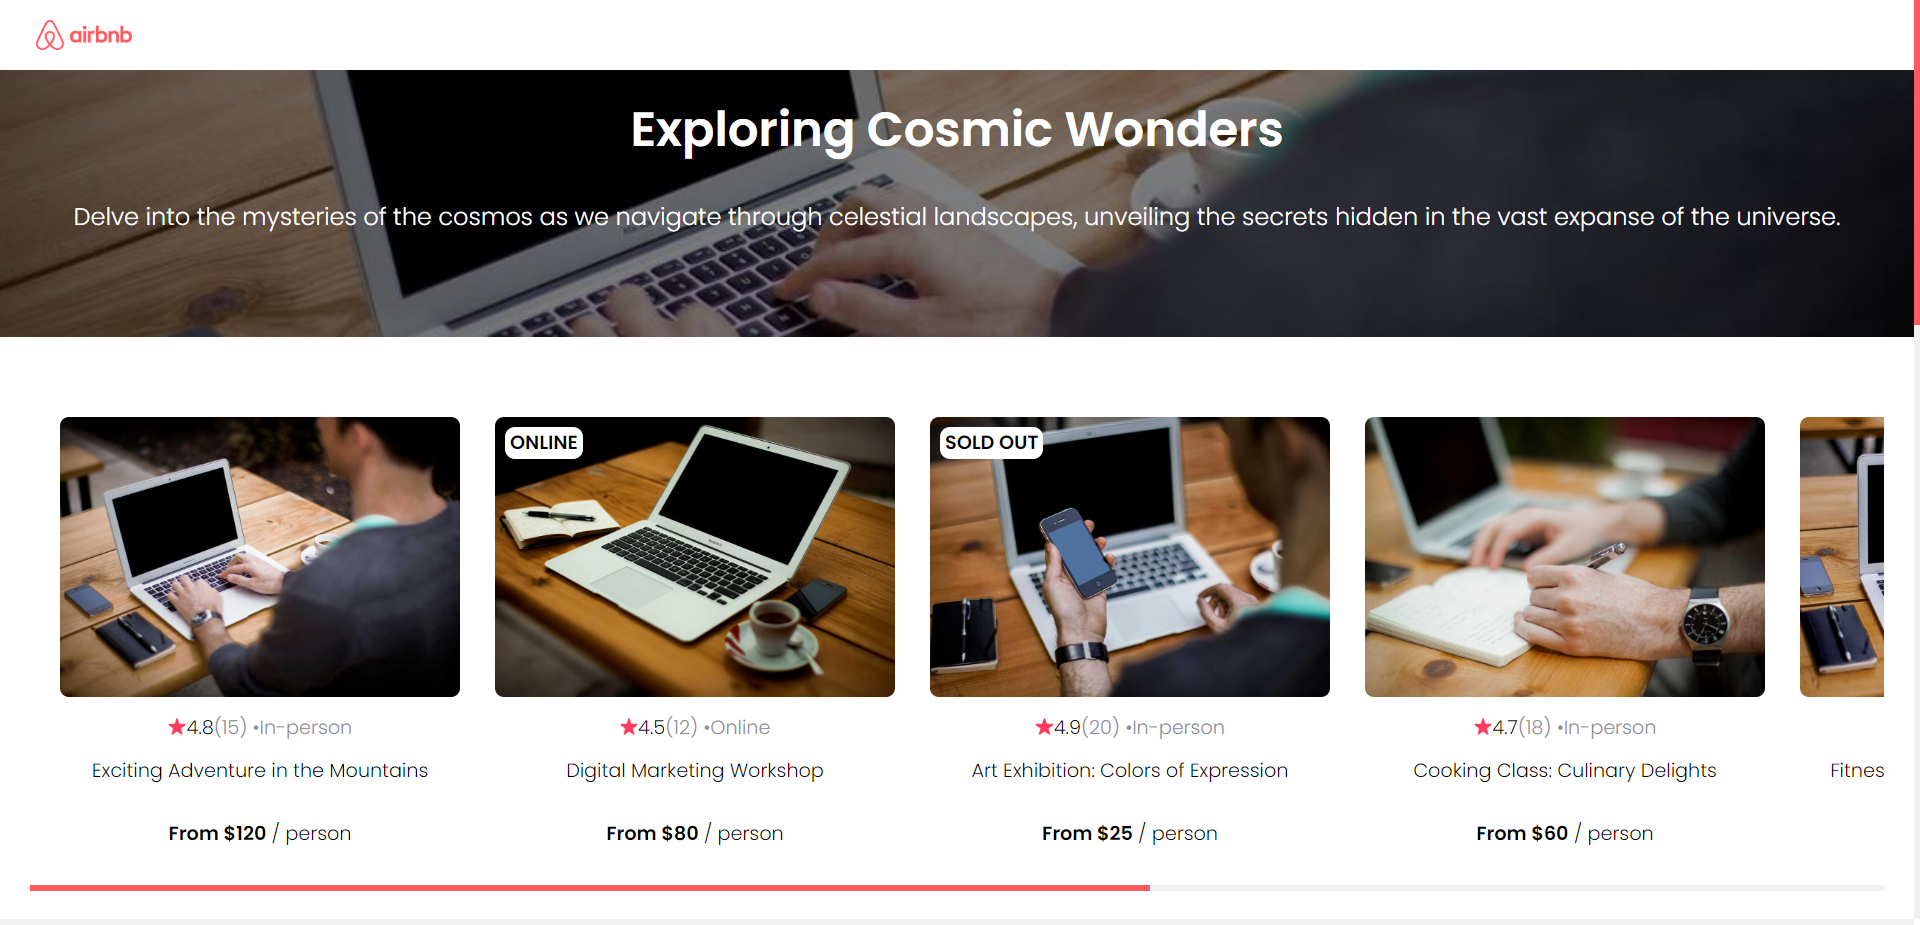 airbnb
Exploring Cosmic Wonders
Delve into the mysteries of the cosmos as we navigate through celestial landscapes, unveiling the secrets hidden in the vast expanse of the universe.
ONLINE
SOLD OUT
★4.8(15) •In-person
★4.5(12) •Online
★4.9(20) •In-person
★4.7(18) •In-person
Exciting Adventure in the Mountains
Digital Marketing Workshop
Art Exhibition: Colors of Expression
Cooking Class: Culinary Delights
Fitnes
From $120 / person
From $80 / person
From $25 / person
From $60 / person